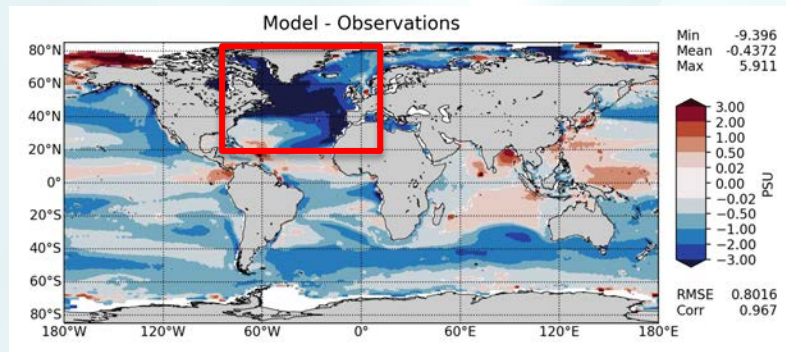 Model - Observations
Min -9.396
Mean -0.4372
Max 5.911
80°N
60°N
40°N
20°N
0°
20°S
40°S
60°S
80°S
180°W 120°W 60°W 0° 60°E 120°E 180°E
3.00
2.00
1.00
0.50
0.02
0.00
−0.02
−0.50
−1.00
−2.00
−3.00
PSU
RMSE 0.8016
Corr 0.967